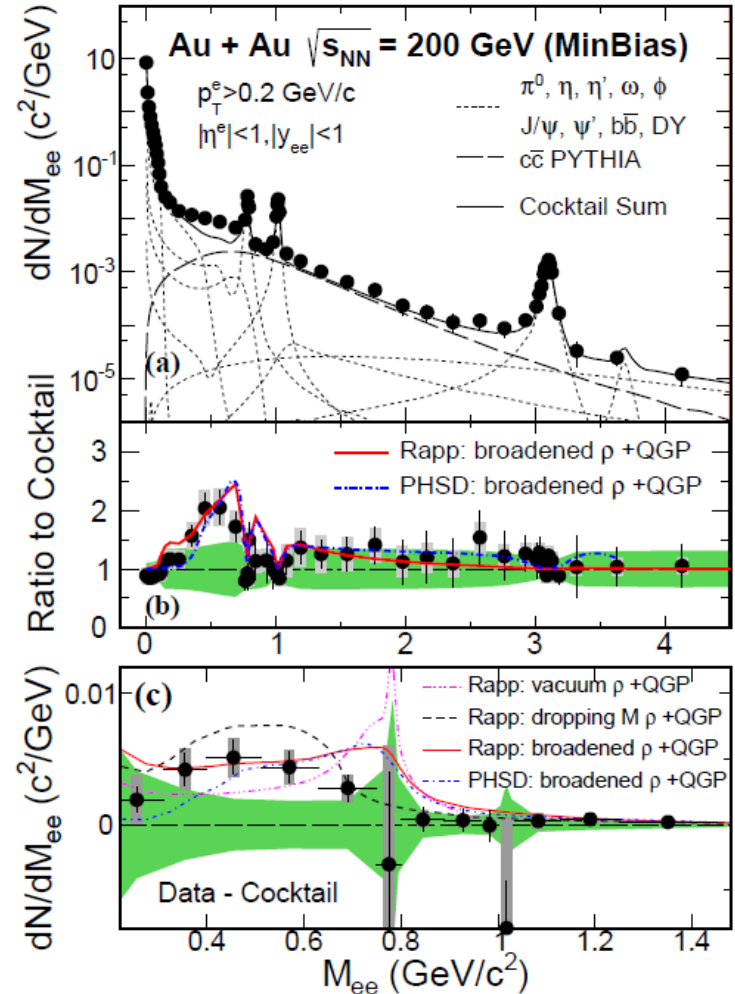 Au + Au √s_NN = 200 GeV (MinBias)
p_T^e>0.2 GeV/c
|η^e|<1,|y_ee|<1
π⁰, η, η’, ω, ϕ
J/ψ, ψ’, bb̅, DY
cc̅ PYTHIA
Cocktail Sum
dN/dM_ee (c²/GeV)
10
10⁻¹
10⁻³
10⁻⁵
(a)
Rapp: broadened ρ +QGP
PHSD: broadened ρ +QGP
Ratio to Cocktail
3
2
1
0
(b)
0 1 2 3 4
(c)
Rapp: vacuum ρ +QGP
Rapp: dropping M ρ +QGP
Rapp: broadened ρ +QGP
PHSD: broadened ρ +QGP
dN/dM_ee (c²/GeV)
0.01
0
Data - Cocktail
0.4 0.6 0.8 1 1.2 1.4
M_ee (GeV/c²)